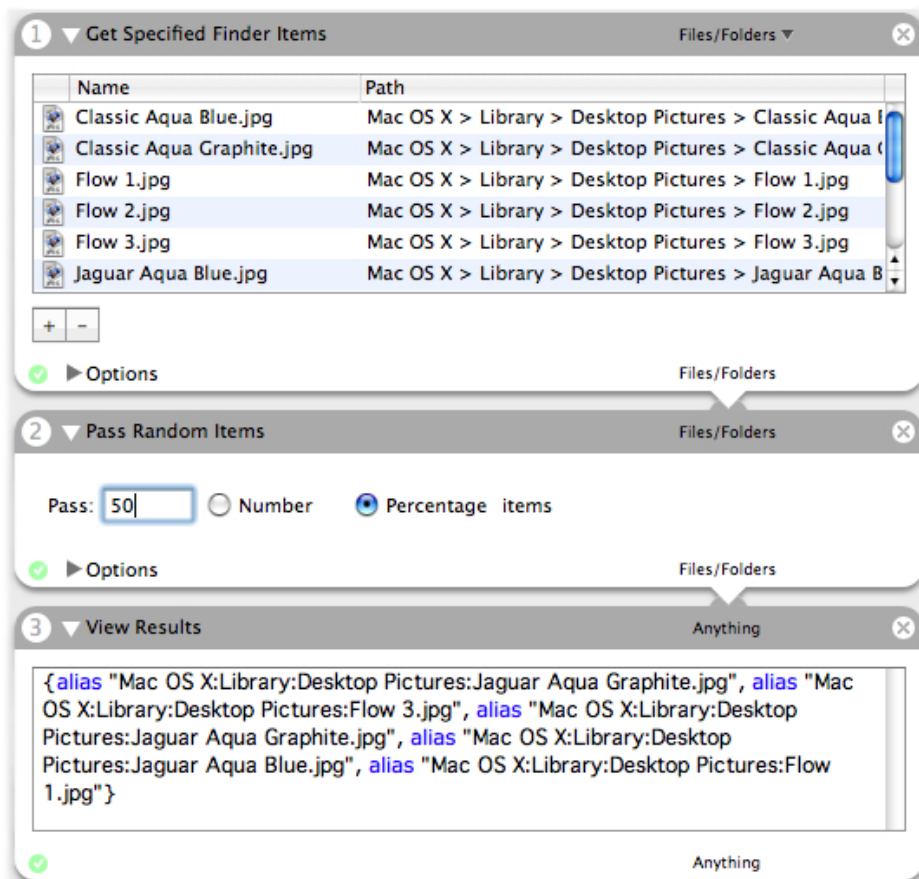 1 Get Specified Finder Items Files/Folders
Name Path
Classic Aqua Blue.jpg Mac OS X > Library > Desktop Pictures > Classic Aqua
Classic Aqua Graphite.jpg Mac OS X > Library > Desktop Pictures > Classic Aqua
Flow 1.jpg Mac OS X > Library > Desktop Pictures > Flow 1.jpg
Flow 2.jpg Mac OS X > Library > Desktop Pictures > Flow 2.jpg
Flow 3.jpg Mac OS X > Library > Desktop Pictures > Flow 3.jpg
Jaguar Aqua Blue.jpg Mac OS X > Library > Desktop Pictures > Jaguar Aqua B
+ -
Options Files/Folders
2 Pass Random Items Files/Folders
Pass: 50 Number Percentage items
Options Files/Folders
3 View Results Anything
{alias "Mac OS X:Library:Desktop Pictures:Jaguar Aqua Graphite.jpg", alias "Mac
OS X:Library:Desktop Pictures:Flow 3.jpg", alias "Mac OS X:Library:Desktop
Pictures:Jaguar Aqua Graphite.jpg", alias "Mac OS X:Library:Desktop
Pictures:Jaguar Aqua Blue.jpg", alias "Mac OS X:Library:Desktop Pictures:Flow
1.jpg"}
Anything